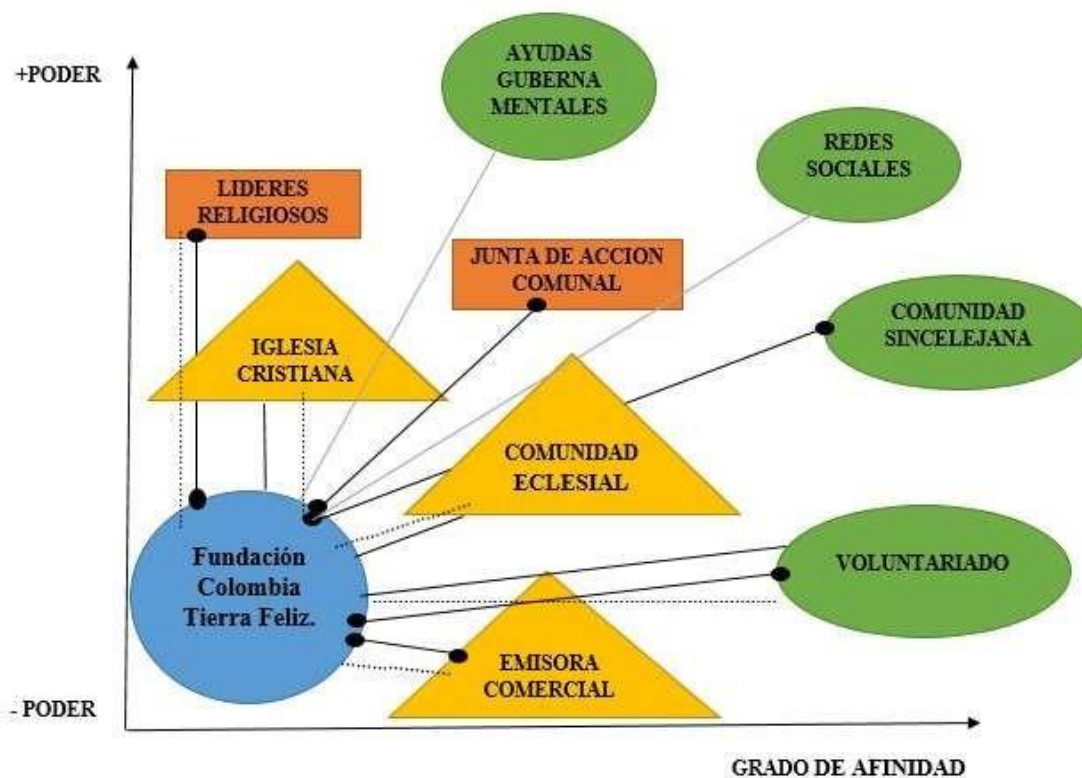 AYUDAS
GUBERNA
MENTALES
+PODER
REDES
SOCIALES
LIDERES
RELIGIOSOS
JUNTA DE ACCION
COMUNAL
COMUNIDAD
SINCELEJANA
IGLESIA
CRISTIANA
COMUNIDAD
ECLESIAL
Fundación
Colombia
Tierra Feliz.
VOLUNTARIADO
EMISORA
COMERCIAL
- PODER
GRADO DE AFINIDAD